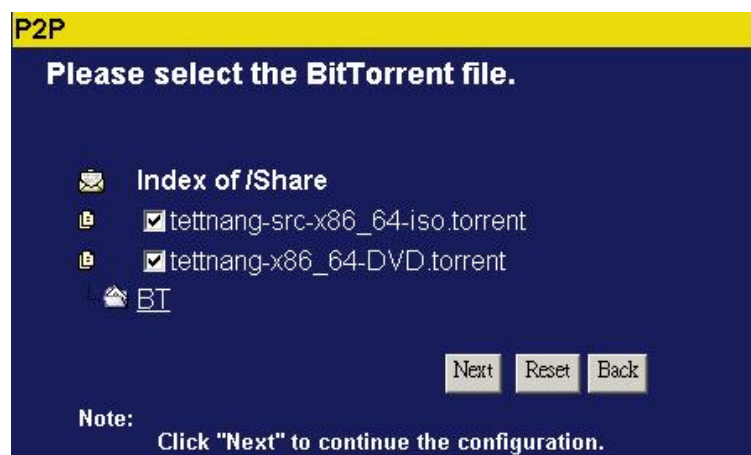 P2P
Please select the BitTorrent file.
Index of /Share
tettnang-src-x86_64-iso.torrent
tettnang-x86_64-DVD.torrent
BT
Next Reset Back
Note:
Click "Next" to continue the configuration.